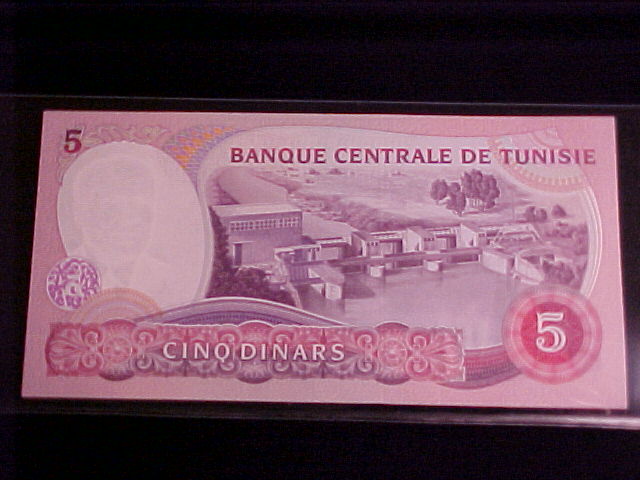 5
BANQUE CENTRALE DE TUNISIE
CINQ DINARS
5